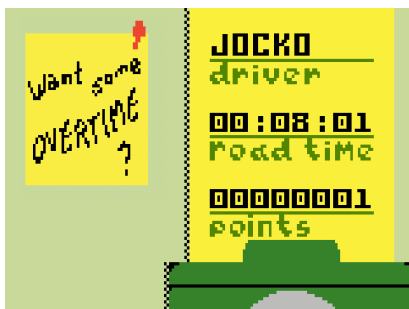 Want some
OVERTIME
?
JOCKO
driver
00:08:01
road time
00000001
points